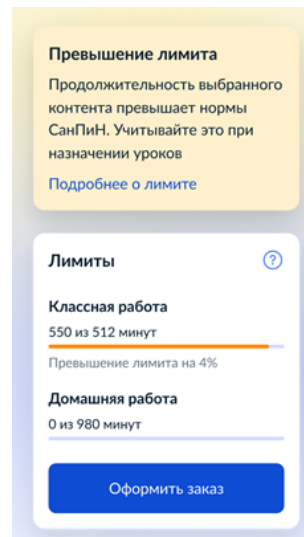 Превышение лимита
Продолжительность выбранного
контента превышает нормы
СанПиН. Учитывайте это при
назначении уроков
Подробнее о лимите
Лимиты
?
Классная работа
550 из 512 минут
Превышение лимита на 4%
Домашняя работа
0 из 980 минут
Оформить заказ